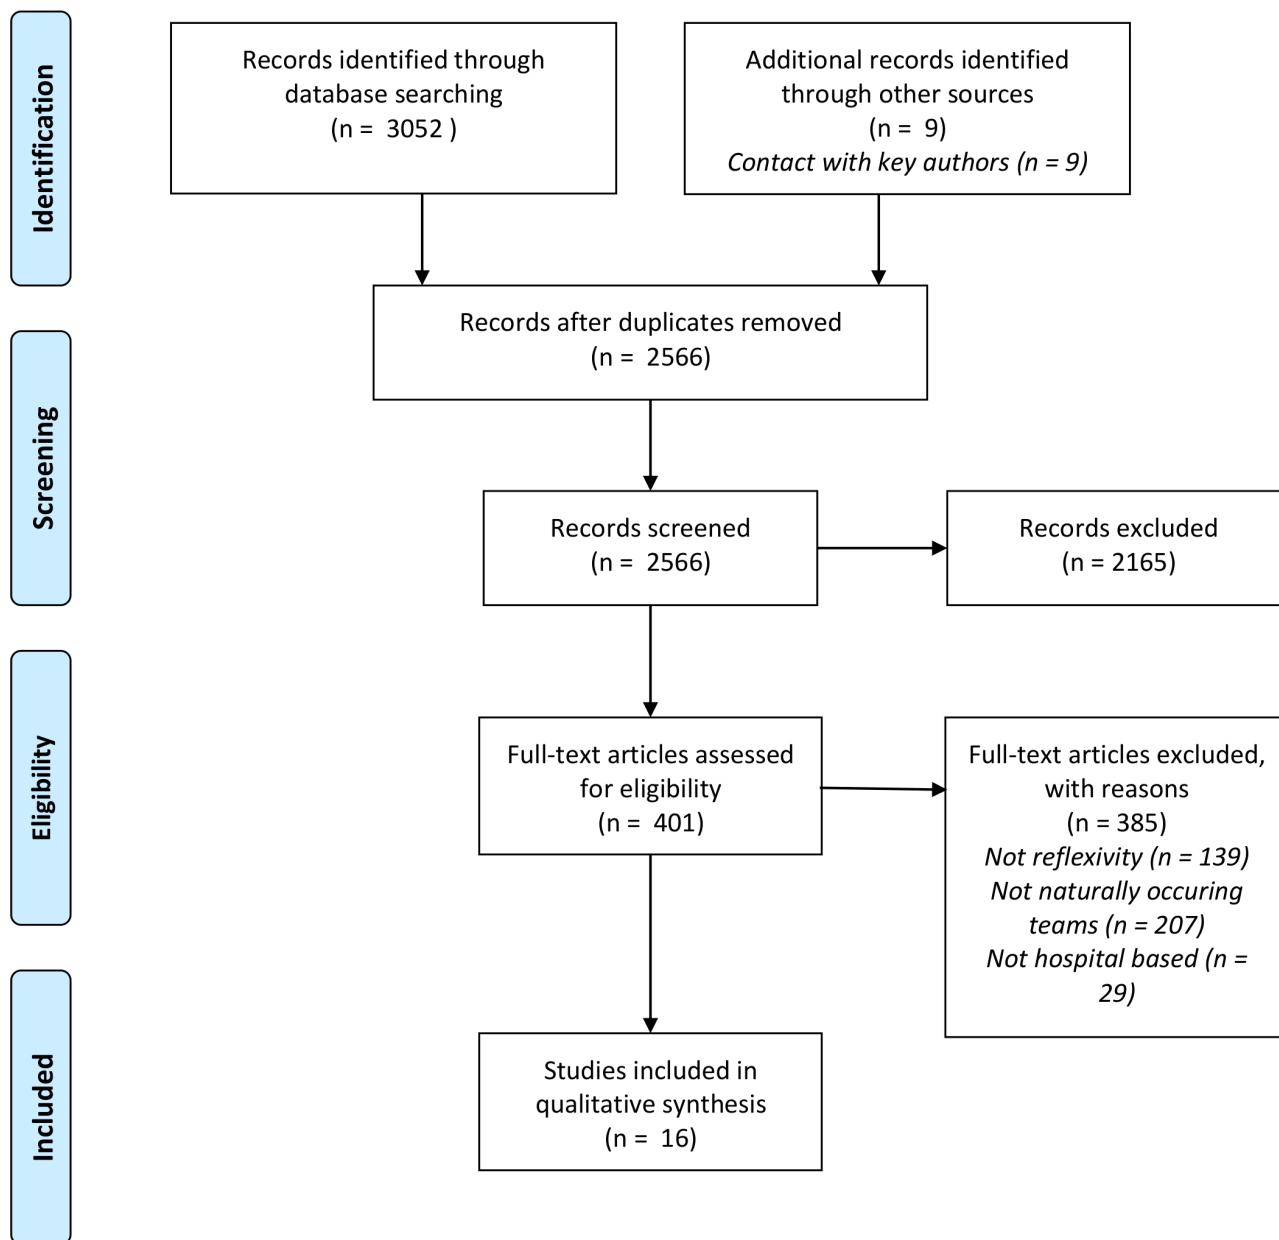 Identification
Records identified through
database searching
(n =  3052 )
Additional records identified
through other sources
(n =  9)
Contact with key authors (n = 9)
Records after duplicates removed
(n =  2566)
Screening
Records screened
(n =  2566)
Records excluded
(n = 2165)
Eligibility
Full-text articles assessed
for eligibility
(n =  401)
Full-text articles excluded,
with reasons
(n = 385)
Not reflexivity (n = 139)
Not naturally occuring
teams (n = 207)
Not hospital based (n =
29)
Included
Studies included in
qualitative synthesis
(n =  16)